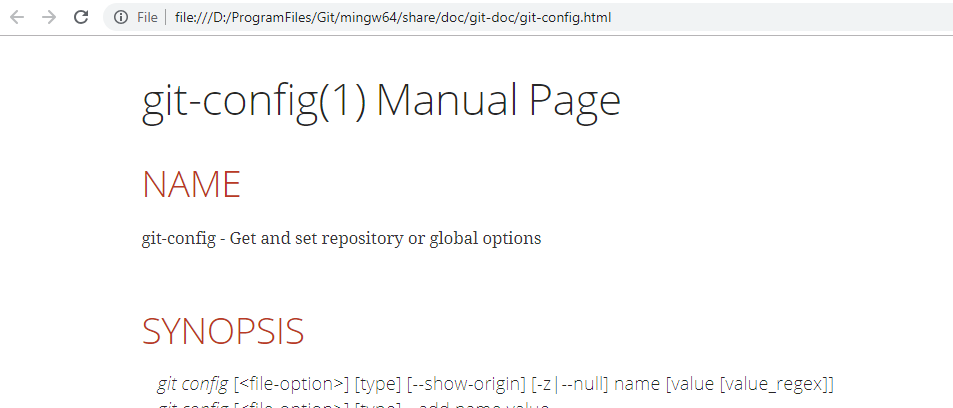 File | file:///D:/ProgramFiles/Git/mingw64/share/doc/git-doc/git-config.html
git-config(1) Manual Page
NAME
git-config - Get and set repository or global options
SYNOPSIS
git config [<file-option>] [type] [--show-origin] [-z|--null] name [value [value_regex]]
git config [<file-option>] [type] --add name value